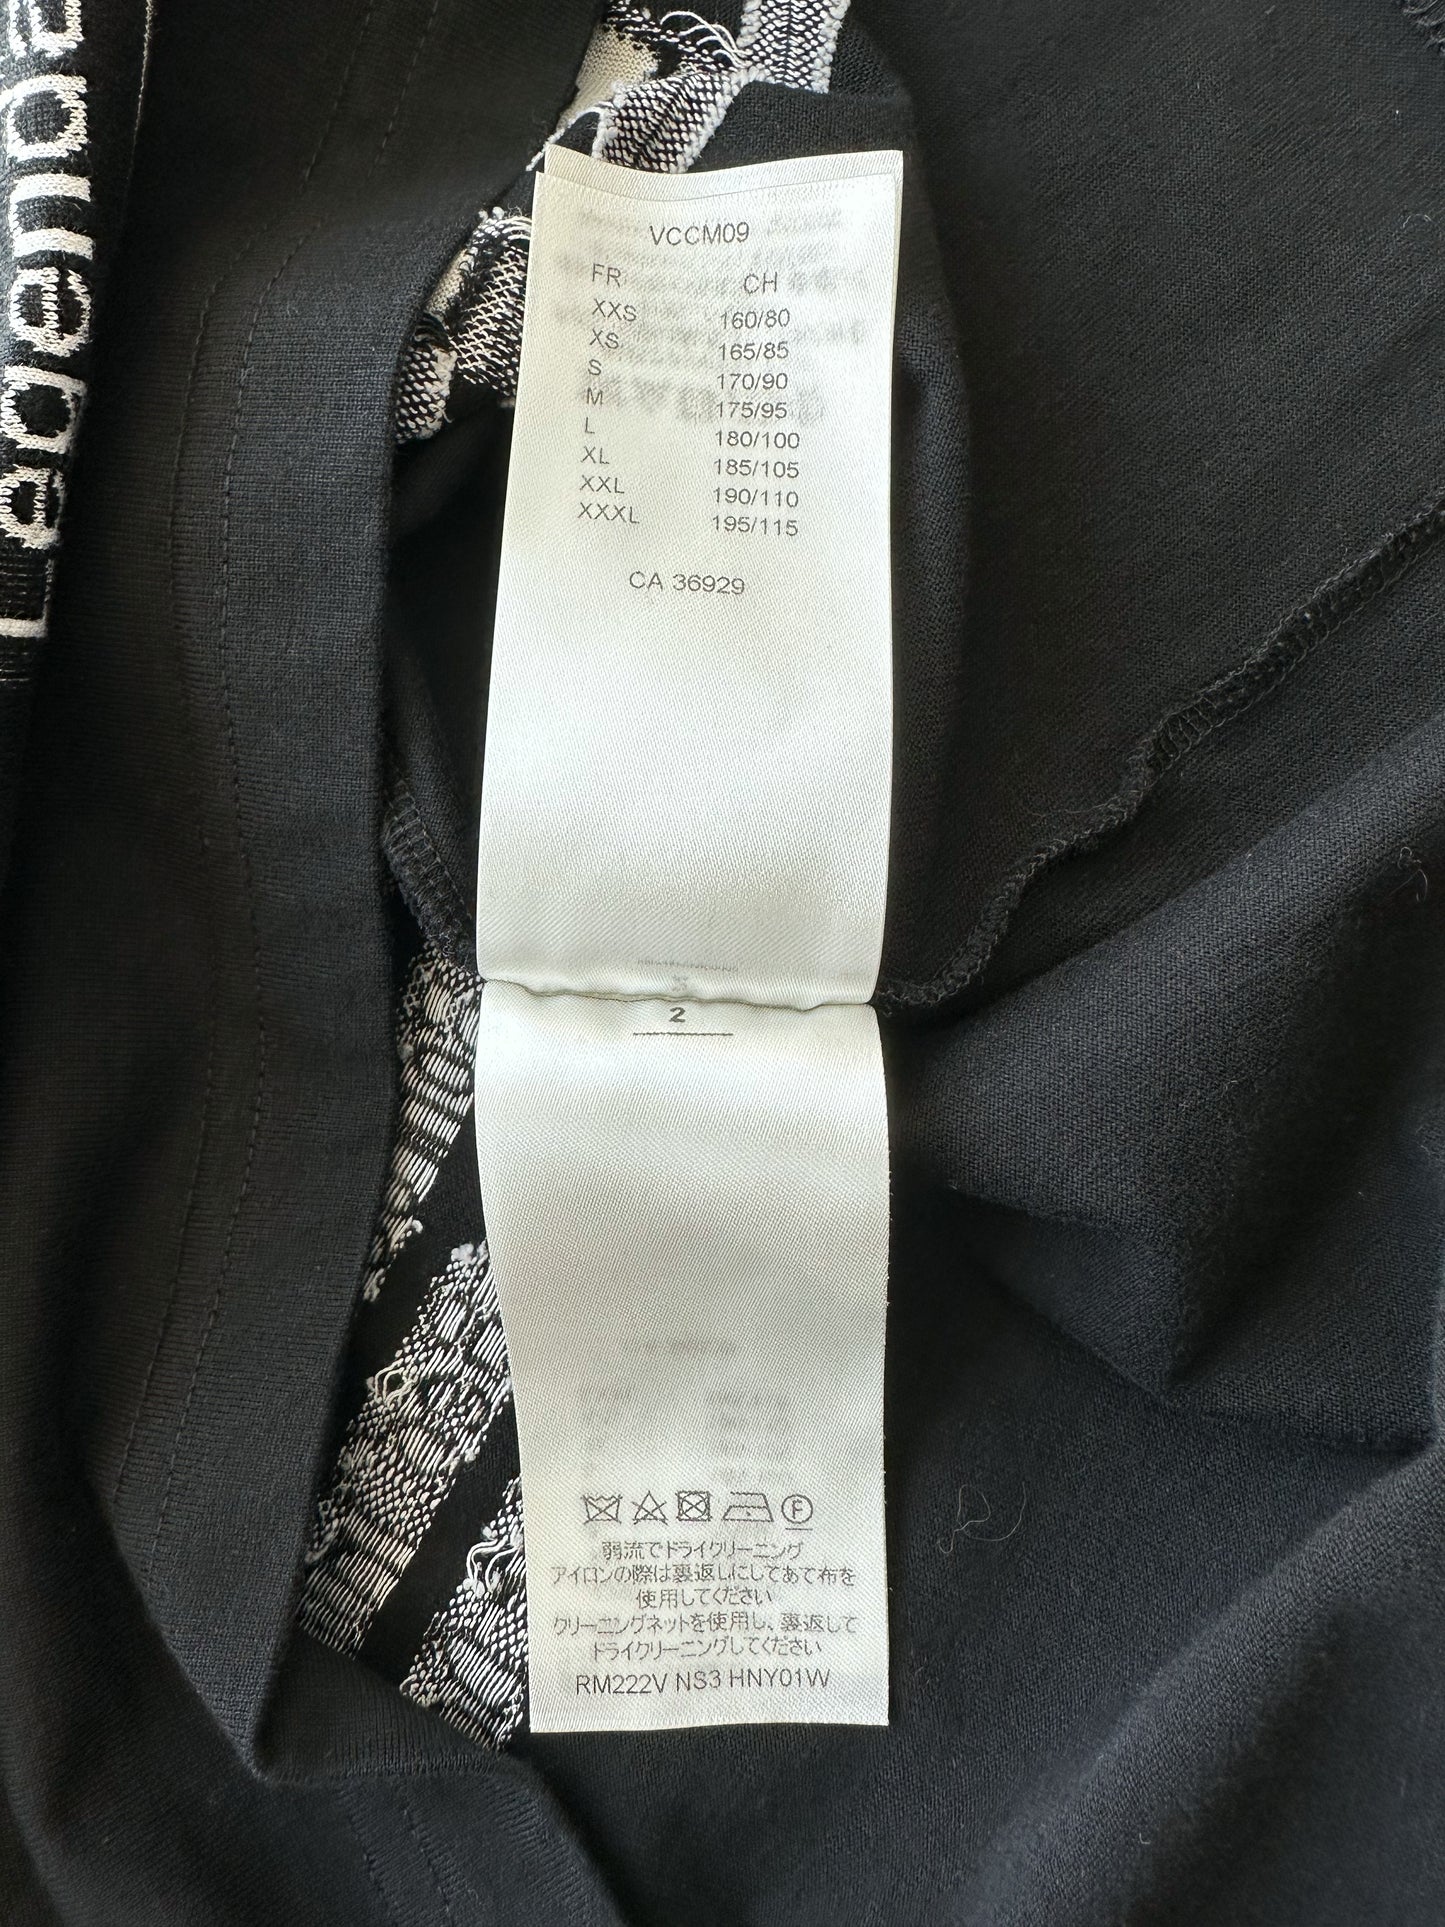 VCCM09
FR CH
XXS 160/80
XS 165/85
S 170/90
M 175/95
L 180/100
XL 185/105
XXL 190/110
XXXL 195/115
CA 36929
2
F
弱流でドライクリーニング
アイロンの際は裏返しにしてあて布を
使用してください
クリーニングネットを使用し、裏返して
ドライクリーニングしてください
RM222V NS3 HNY01W